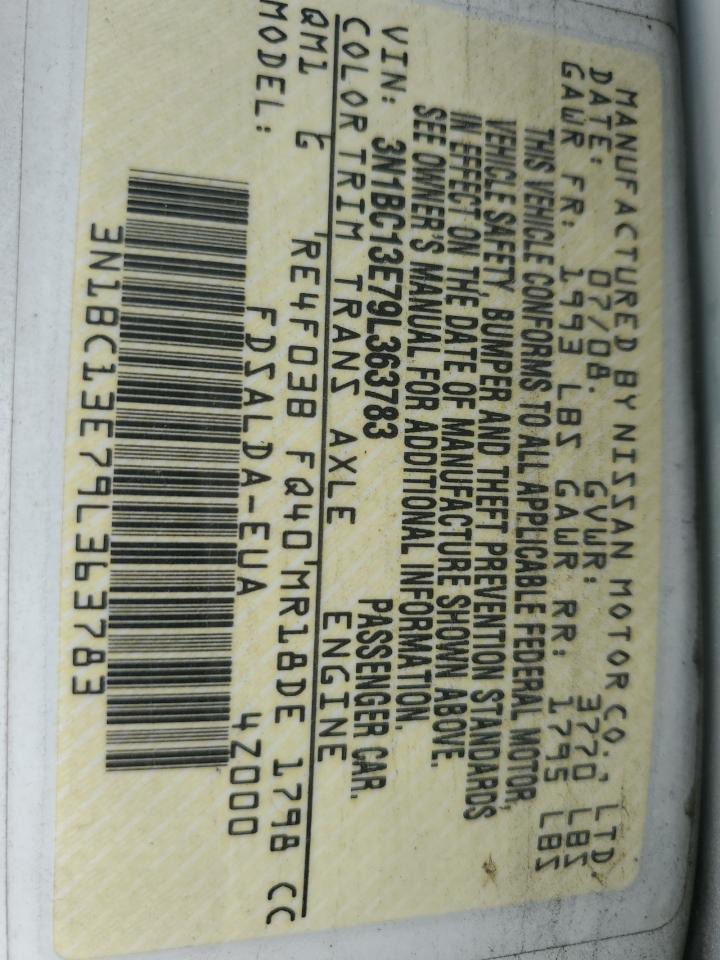 MANUFACTURED BY NISSAN MOTOR CO., LTD.
DATE: 07/08. GVWR: 3770 LBS
GAWR FR: 1993 LBS GAWR RR: 1795 LBS
THIS VEHICLE CONFORMS TO ALL APPLICABLE FEDERAL MOTOR
VEHICLE SAFETY, BUMPER AND THEFT PREVENTION STANDARDS
IN EFFECT ON THE DATE OF MANUFACTURE SHOWN ABOVE.
SEE OWNER'S MANUAL FOR ADDITIONAL INFORMATION.
VIN: 3N1BC13E79L363783 PASSENGER CAR.
COLOR TRIM TRANS AXLE ENGINE
QM1 G RE4F03B FQ40 MR18DE 1798 CC
MODEL: FDSALDA-EUA 4Z000
3N1BC13E79L363783